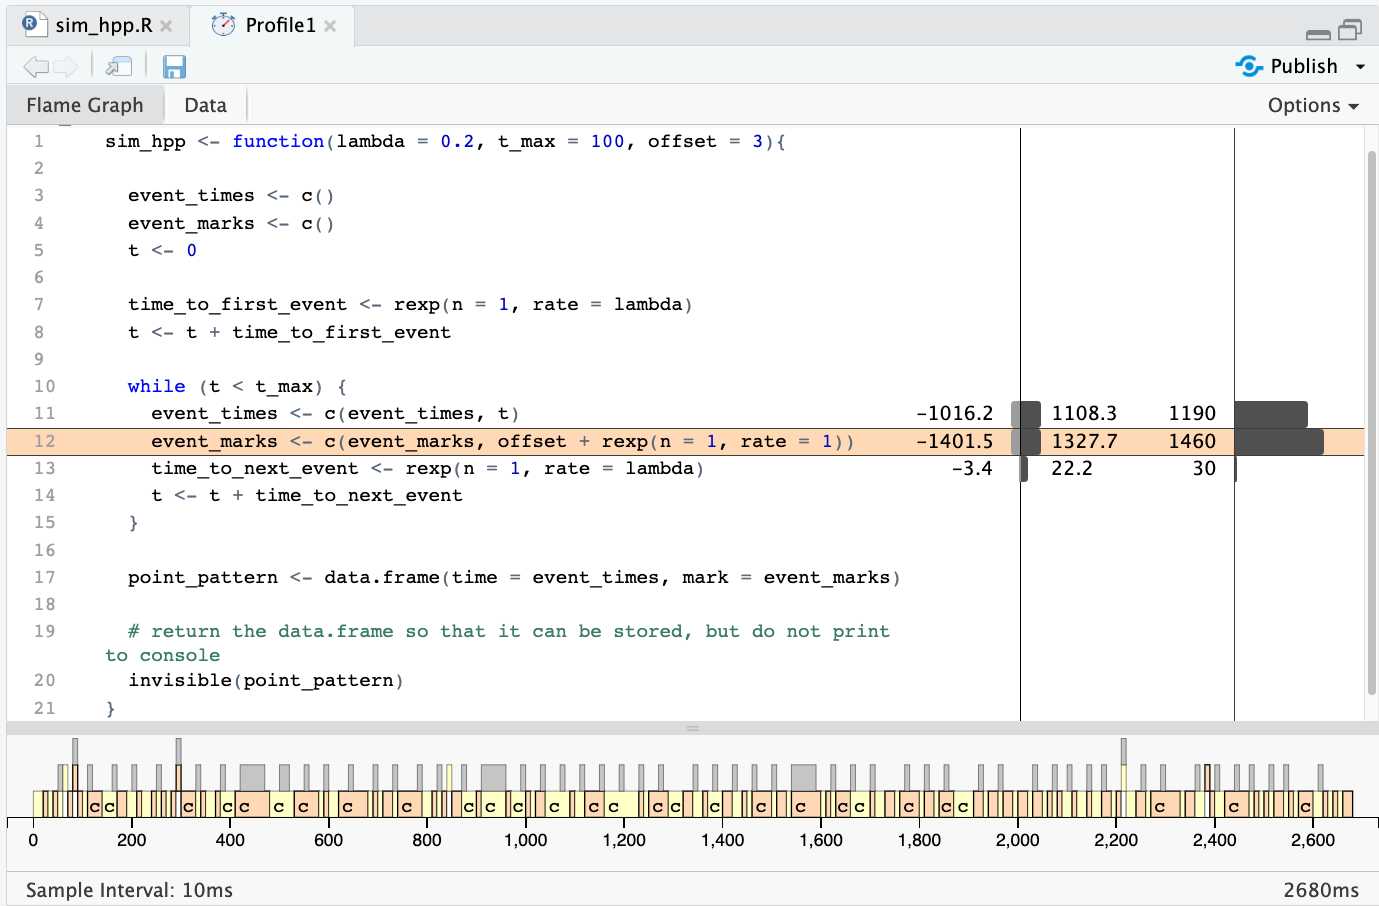 sim_hpp.R Profile1
Publish
Flame Graph Data Options
1 sim_hpp <- function(lambda = 0.2, t_max = 100, offset = 3){
2
3 event_times <- c()
4 event_marks <- c()
5 t <- 0
6
7 time_to_first_event <- rexp(n = 1, rate = lambda)
8 t <- t + time_to_first_event
9
10 while (t < t_max) {
11 event_times <- c(event_times, t) -1016.2 1108.3 1190
12 event_marks <- c(event_marks, offset + rexp(n = 1, rate = 1)) -1401.5 1327.7 1460
13 time_to_next_event <- rexp(n = 1, rate = lambda) -3.4 22.2 30
14 t <- t + time_to_next_event
15 }
16
17 point_pattern <- data.frame(time = event_times, mark = event_marks)
18
19 # return the data.frame so that it can be stored, but do not print
to console
20 invisible(point_pattern)
21 }
c c c c c c c c c c c c c c c c c c c c c c c c c c c c c
0 200 400 600 800 1,000 1,200 1,400 1,600 1,800 2,000 2,200 2,400 2,600
Sample Interval: 10ms 2680ms